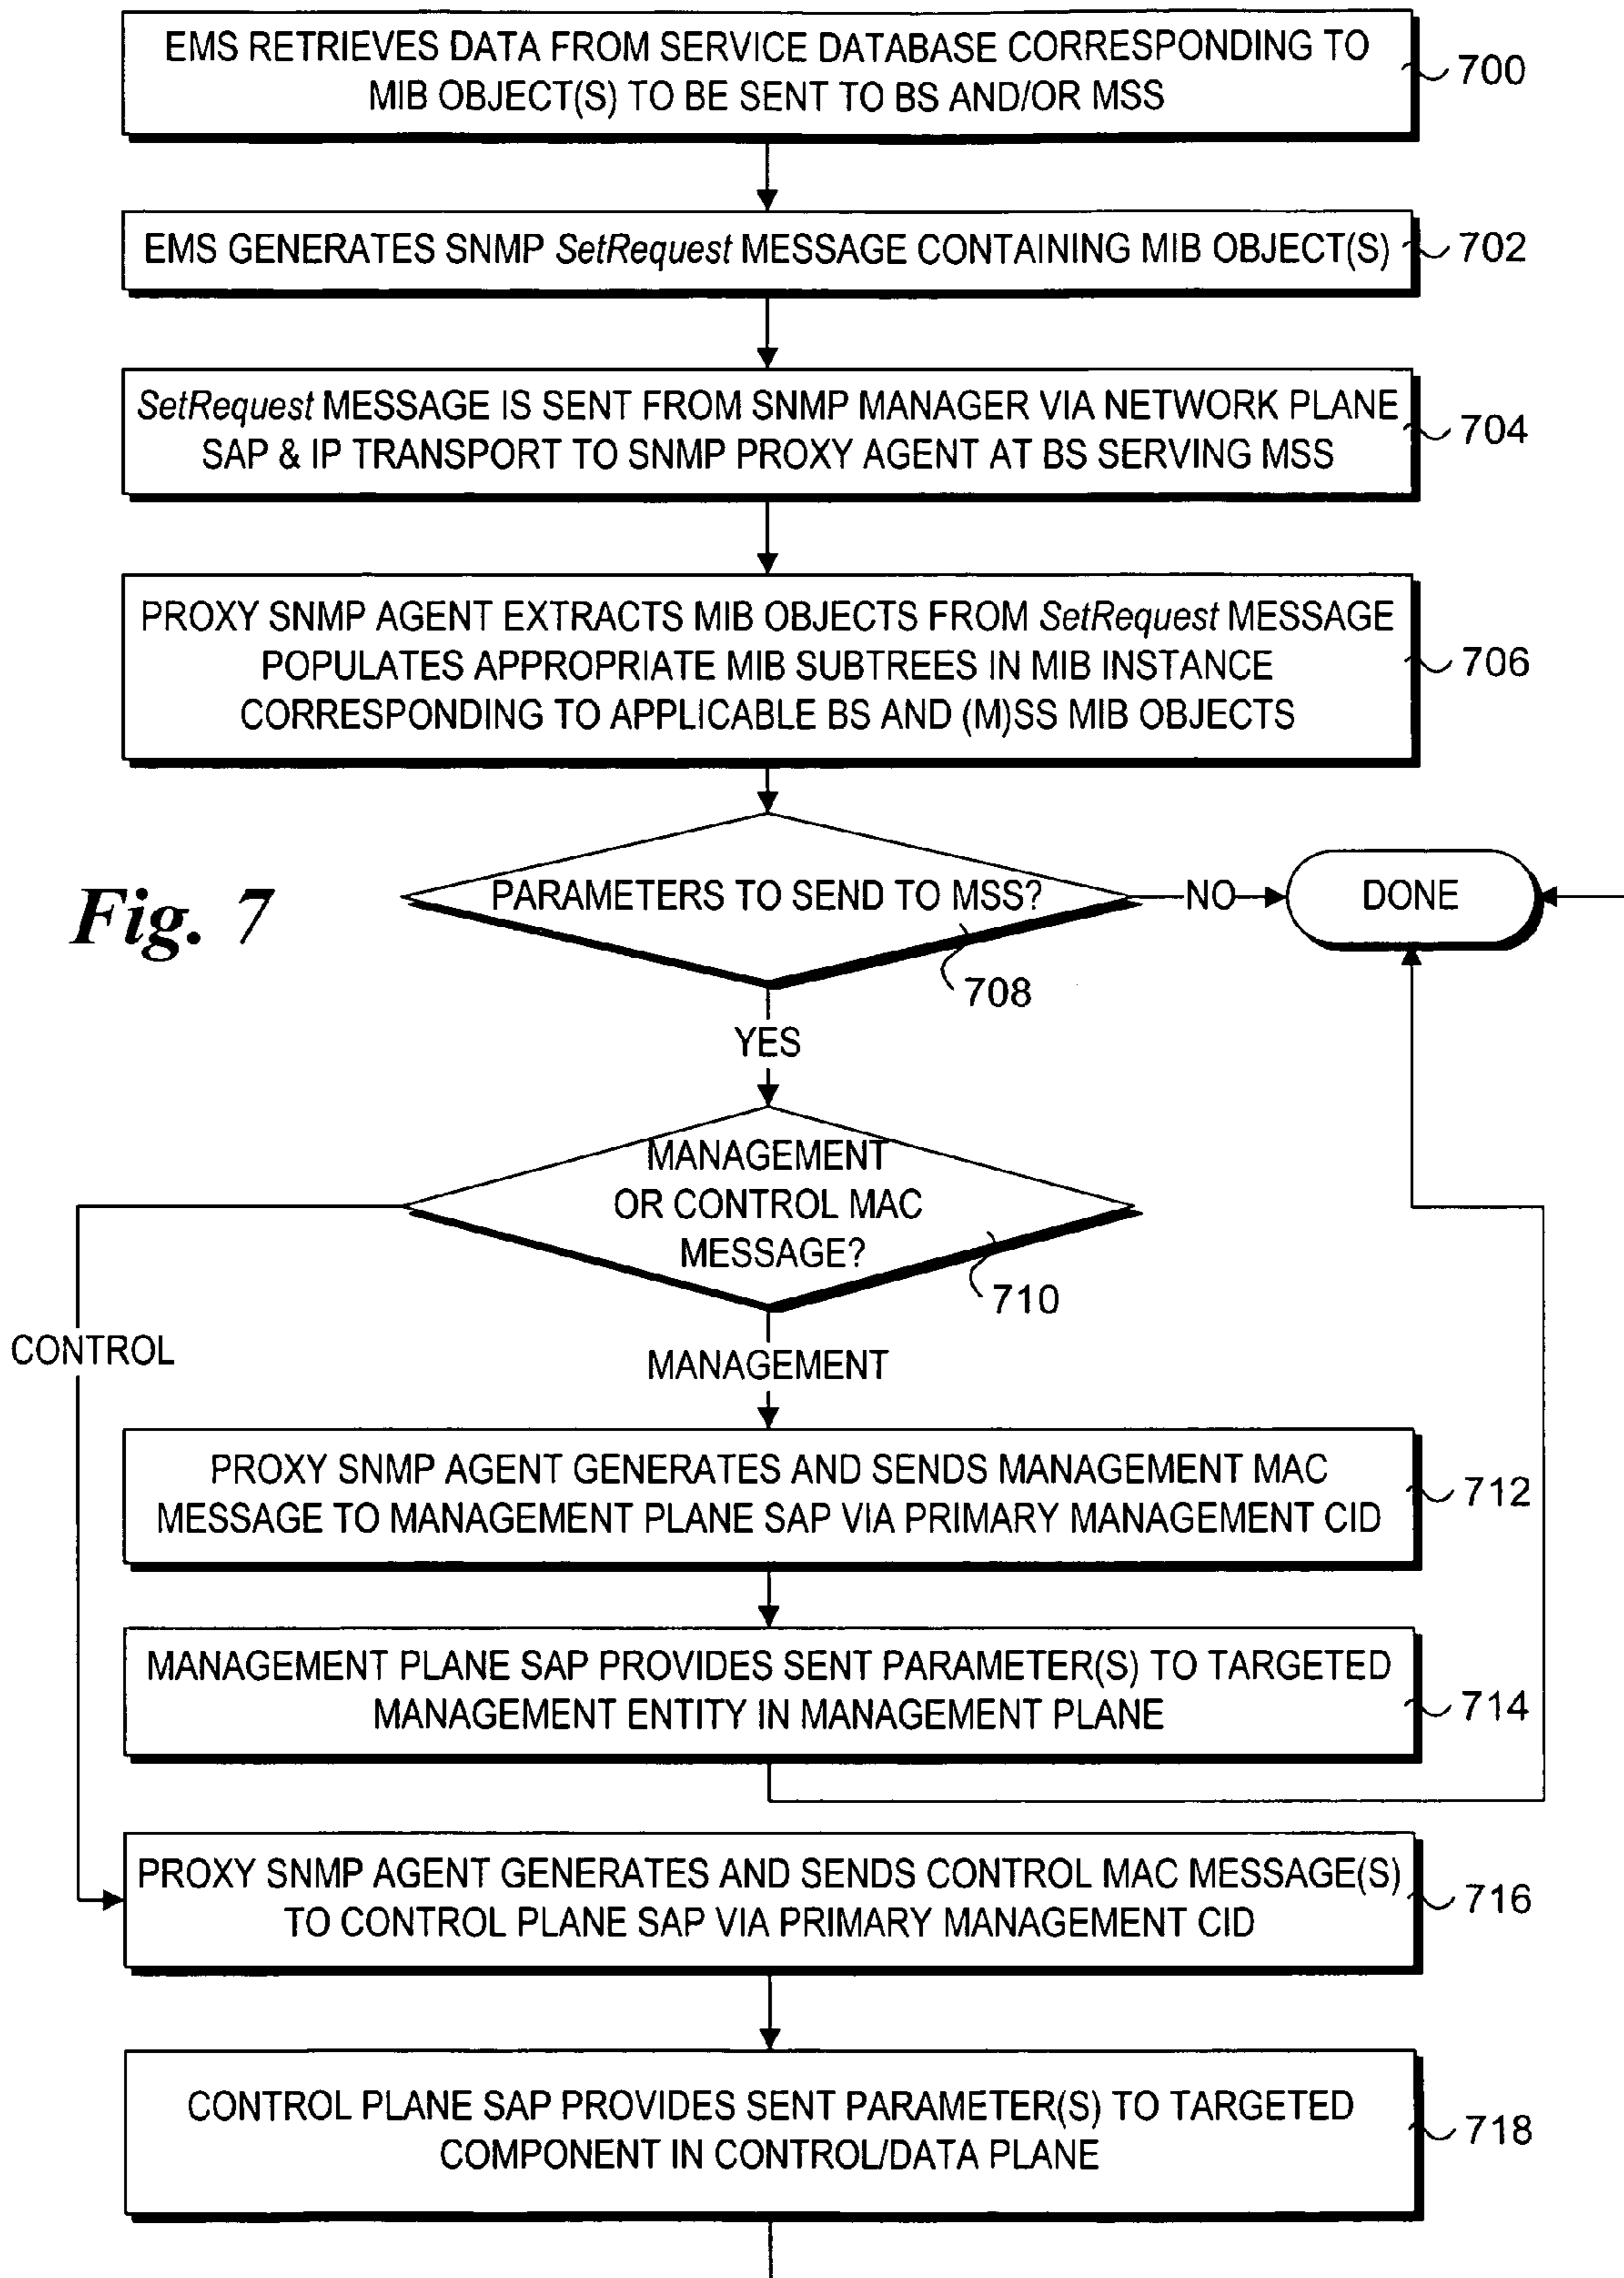 EMS RETRIEVES DATA FROM SERVICE DATABASE CORRESPONDING TO
MIB OBJECT(S) TO BE SENT TO BS AND/OR MSS
700
EMS GENERATES SNMP SetRequest MESSAGE CONTAINING MIB OBJECT(S)
702
SetRequest MESSAGE IS SENT FROM SNMP MANAGER VIA NETWORK PLANE
SAP & IP TRANSPORT TO SNMP PROXY AGENT AT BS SERVING MSS
704
PROXY SNMP AGENT EXTRACTS MIB OBJECTS FROM SetRequest MESSAGE
POPULATES APPROPRIATE MIB SUBTREES IN MIB INSTANCE
CORRESPONDING TO APPLICABLE BS AND (M)SS MIB OBJECTS
706
Fig. 7
PARAMETERS TO SEND TO MSS?
NO
DONE
708
YES
MANAGEMENT
OR CONTROL MAC
MESSAGE?
710
CONTROL
MANAGEMENT
PROXY SNMP AGENT GENERATES AND SENDS MANAGEMENT MAC
MESSAGE TO MANAGEMENT PLANE SAP VIA PRIMARY MANAGEMENT CID
712
MANAGEMENT PLANE SAP PROVIDES SENT PARAMETER(S) TO TARGETED
MANAGEMENT ENTITY IN MANAGEMENT PLANE
714
PROXY SNMP AGENT GENERATES AND SENDS CONTROL MAC MESSAGE(S)
TO CONTROL PLANE SAP VIA PRIMARY MANAGEMENT CID
716
CONTROL PLANE SAP PROVIDES SENT PARAMETER(S) TO TARGETED
COMPONENT IN CONTROL/DATA PLANE
718